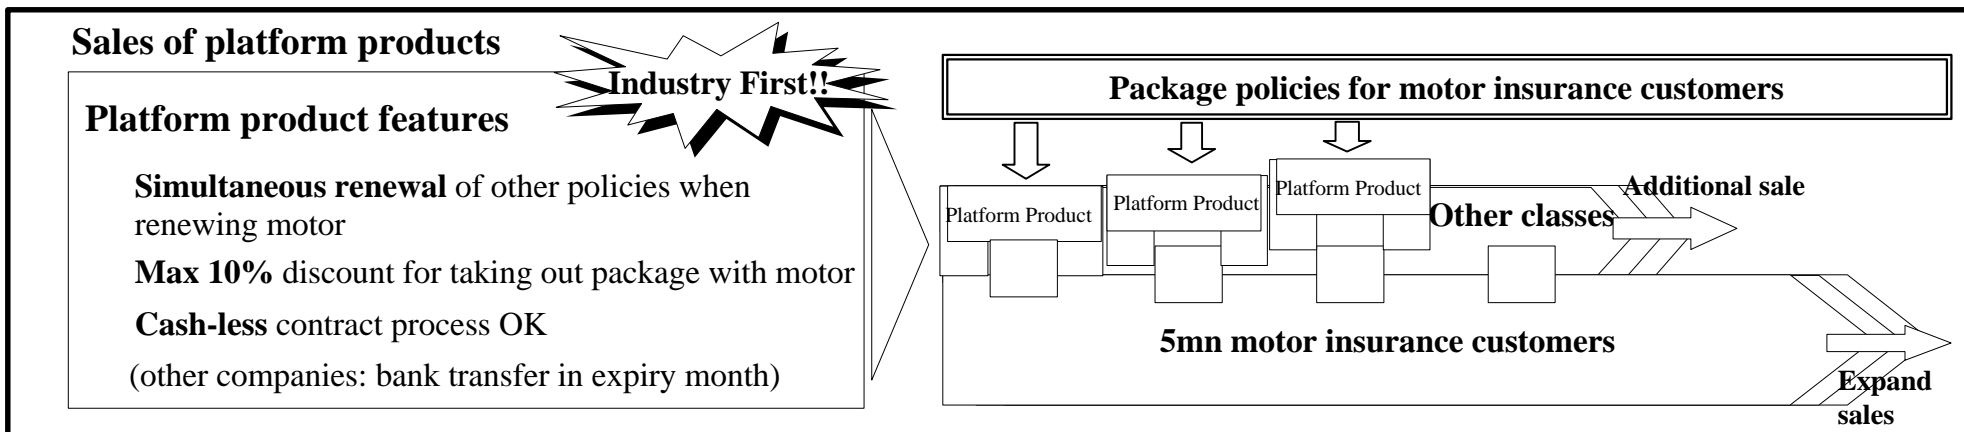 Sales of platform products
Industry First!!
Platform product features
Simultaneous renewal of other policies when
renewing motor
Max 10% discount for taking out package with motor
Cash-less contract process OK
(other companies: bank transfer in expiry month)
Package policies for motor insurance customers
Platform Product
Platform Product
Platform Product
Other classes
Additional sale
5mn motor insurance customers
Expand
sales